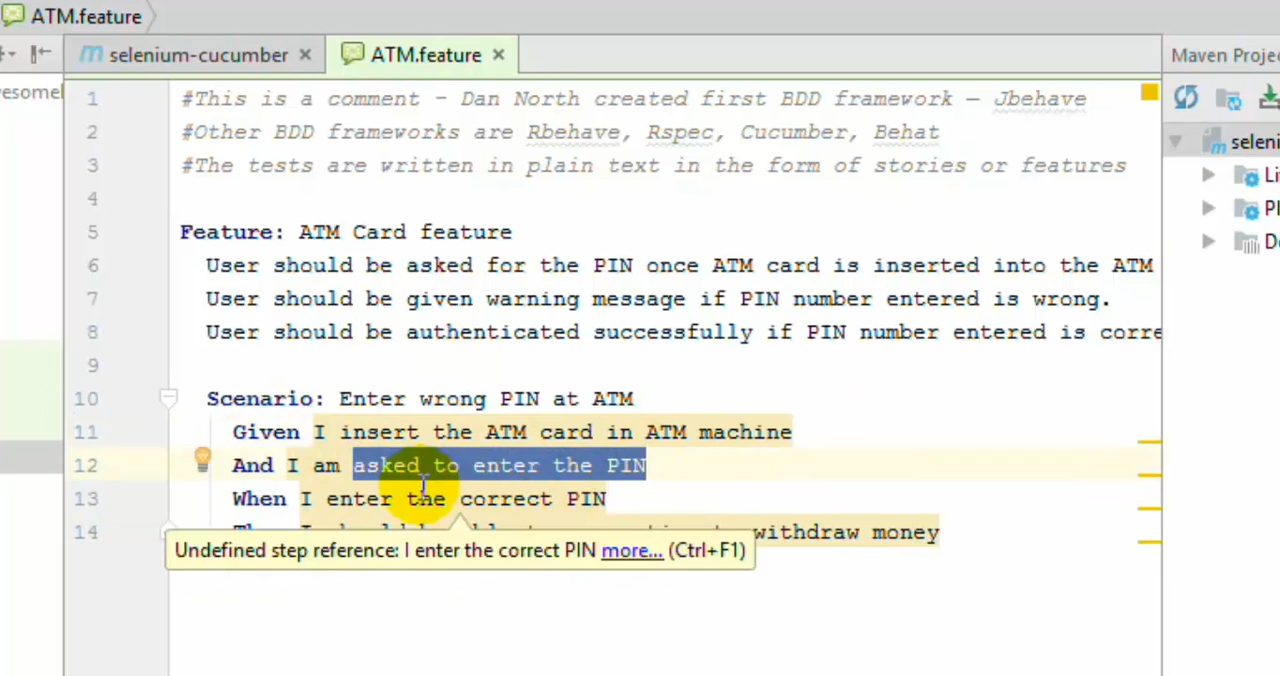 ATM.feature
selenium-cucumber
ATM.feature
Maven
1 #This is a comment - Dan North created first BDD framework – Jbehave
2 #Other BDD frameworks are Rbehave, Rspec, Cucumber, Behat
3 #The tests are written in plain text in the form of stories or features
4
5 Feature: ATM Card feature
6 User should be asked for the PIN once ATM card is inserted into the ATM
7 User should be given warning message if PIN number entered is wrong.
8 User should be authenticated successfully if PIN number entered is
9
10 Scenario: Enter wrong PIN at ATM
11 Given I insert the ATM card in ATM machine
12 And I am asked to enter the PIN
13 When I enter the correct PIN
14 withdraw money
Undefined step reference: I enter the correct PIN more... (Ctrl+F1)